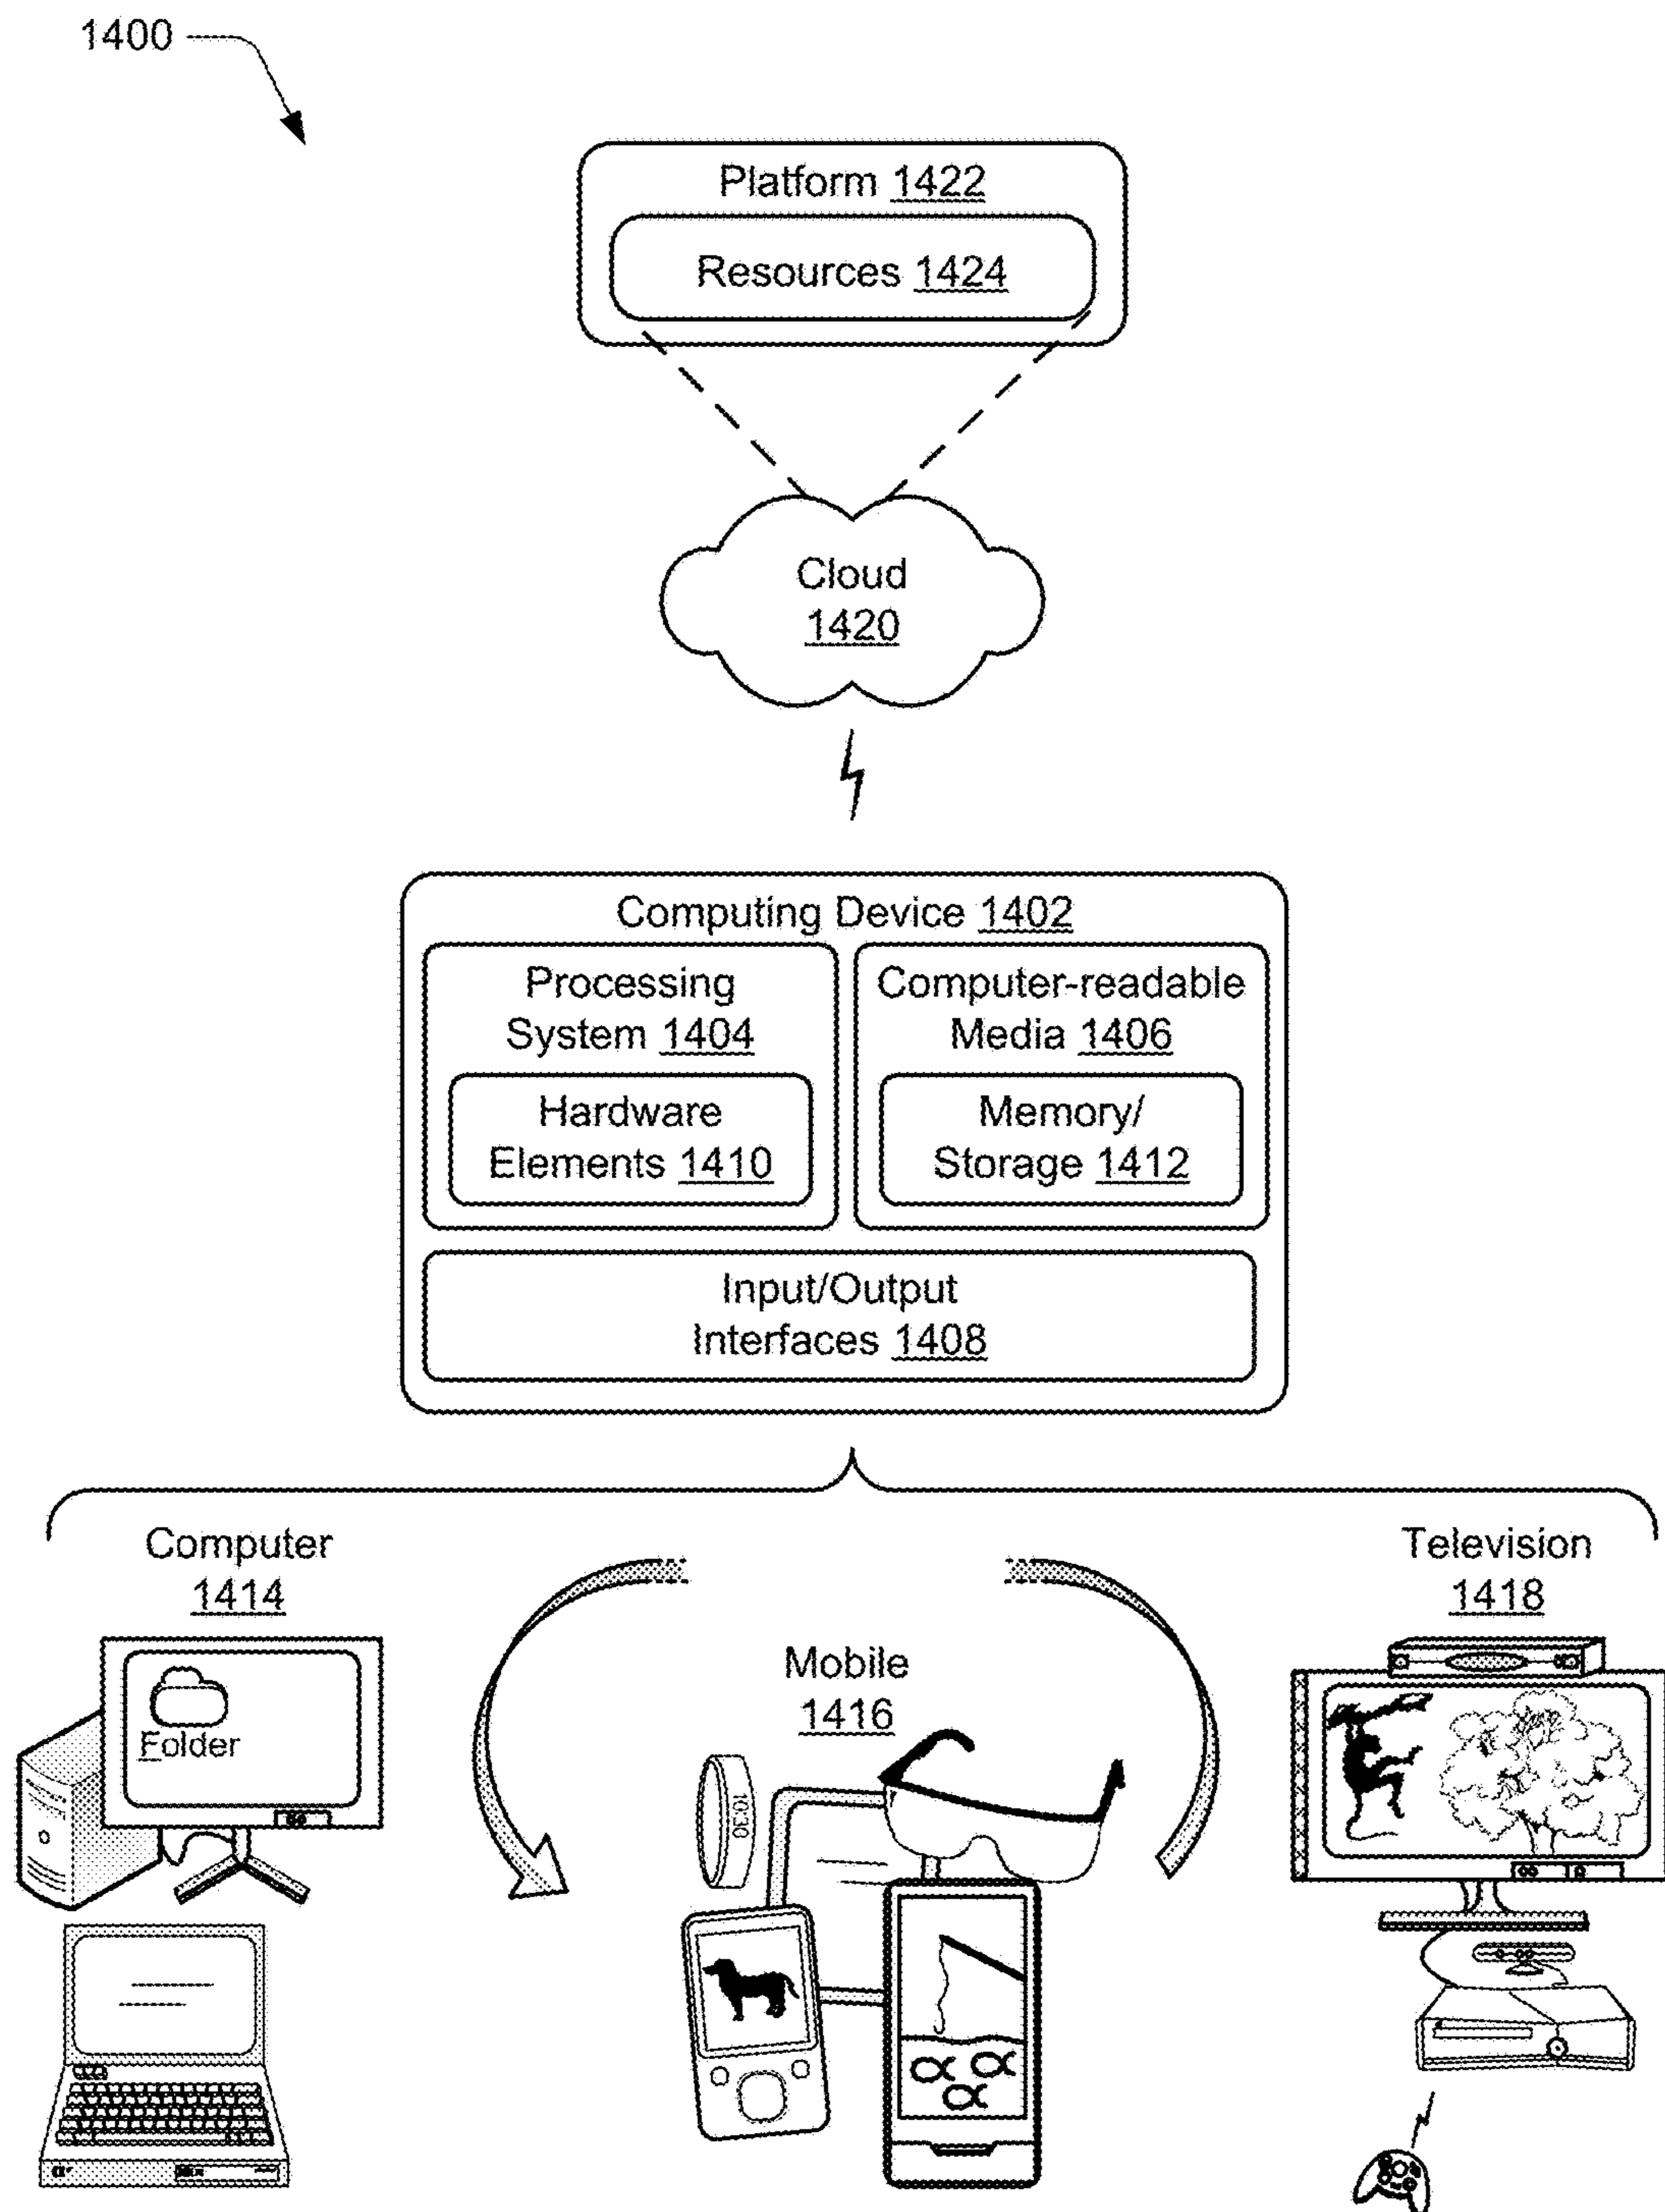 1400
Platform 1422
Resources 1424
Cloud
1420
Computing Device 1402
Processing
System 1404
Hardware
Elements 1410
Computer-readable
Media 1406
Memory/
Storage 1412
Input/Output
Interfaces 1408
Computer
1414
Folder
Mobile
1416
10:30
Television
1418